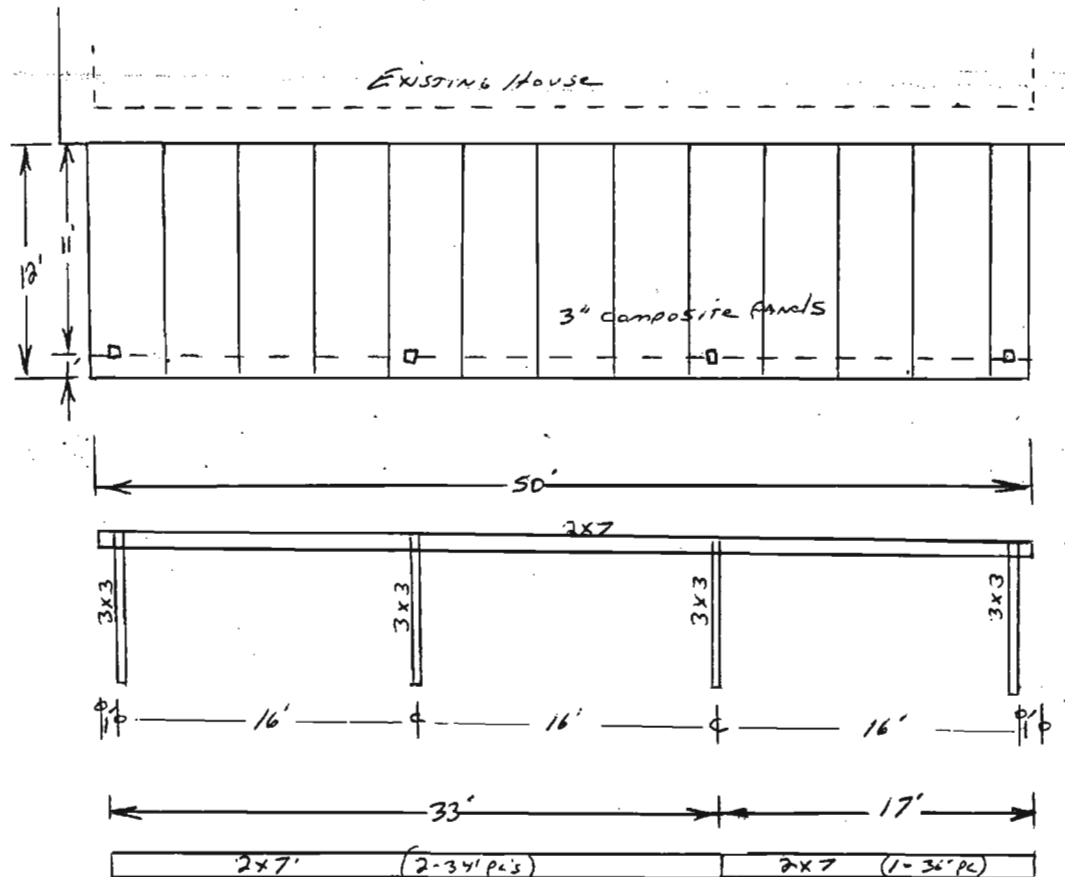 Existing House
12'
11'
1'
3" composite panels
50'
2x7
3x3
3x3
3x3
3x3
1'
16'
16'
16'
1'
33'
17'
2x7' (2-34' pc's)
2x7 (1-36' pc)